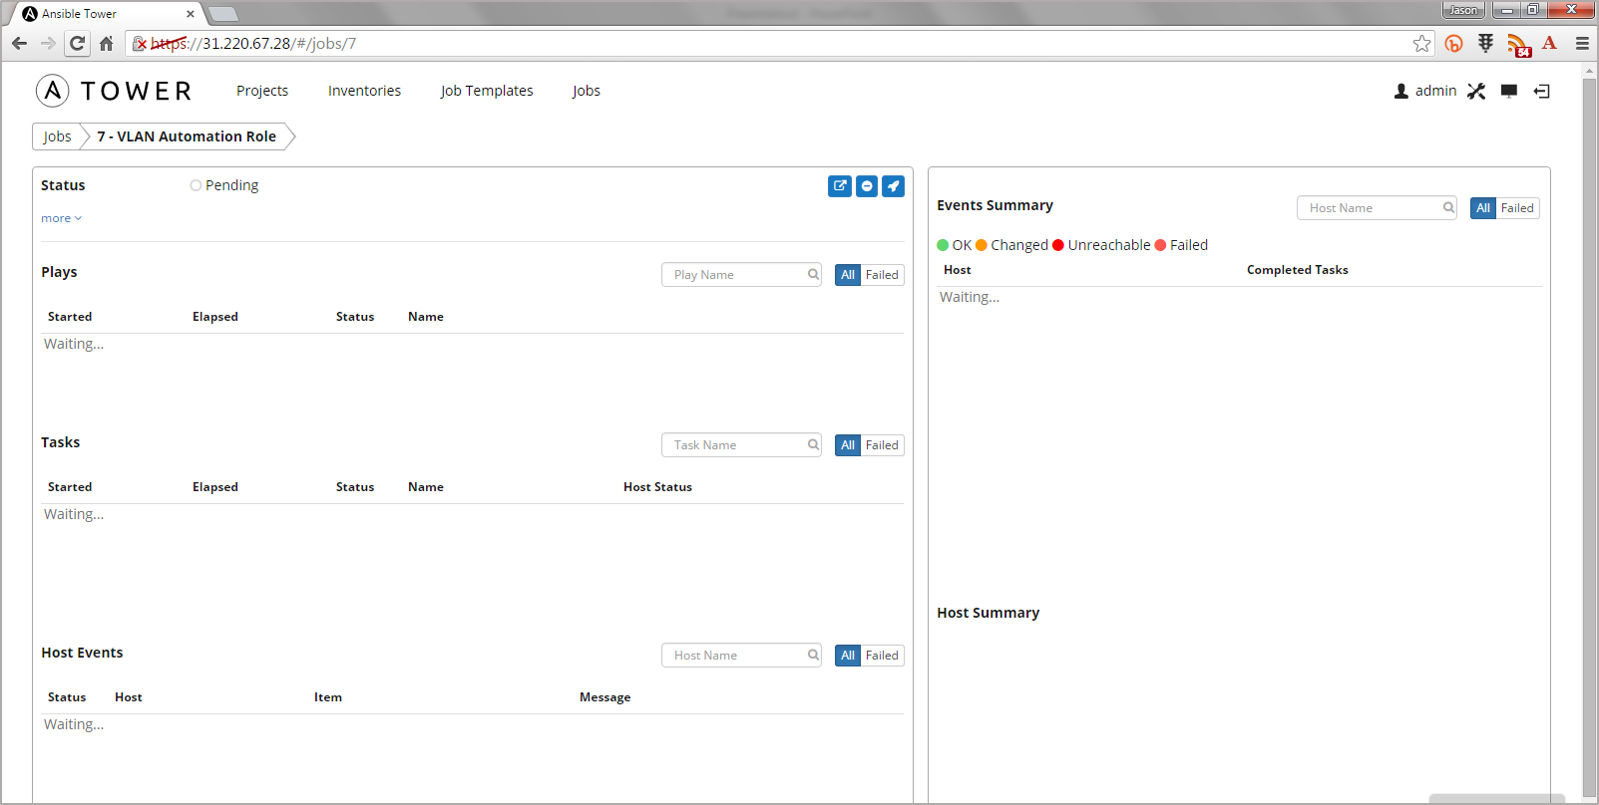 Ansible Tower
Jason
https://31.220.67.28/#/jobs/7
54
A
A TOWER Projects Inventories Job Templates Jobs admin
Jobs 7 - VLAN Automation Role
Status Pending
more
Plays Play Name All Failed
Started Elapsed Status Name
Waiting...
Tasks Task Name All Failed
Started Elapsed Status Name Host Status
Waiting...
Host Events Host Name All Failed
Status Host Item Message
Waiting...
Events Summary Host Name All Failed
OK Changed Unreachable Failed
Host Completed Tasks
Waiting...
Host Summary